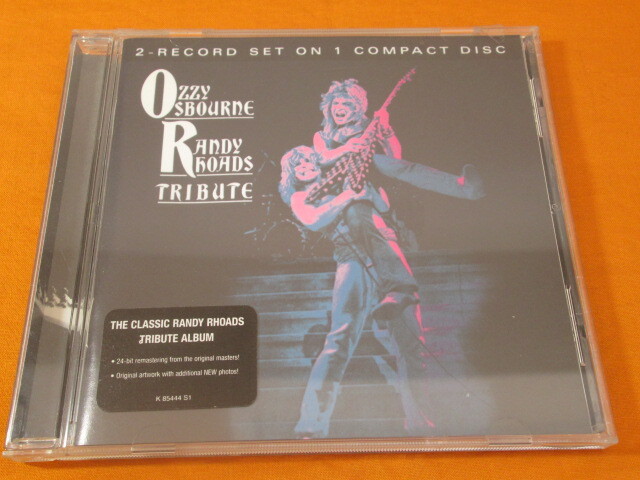 2-RECORD SET ON 1 COMPACT DISC
OZZY
OSBOURNE
RANDY
RHOADS
TRIBUTE
THE CLASSIC RANDY RHOADS
TRIBUTE ALBUM
• 24-bit remastering from the original masters!
• Original artwork with additional NEW photos!
K 85444 S1